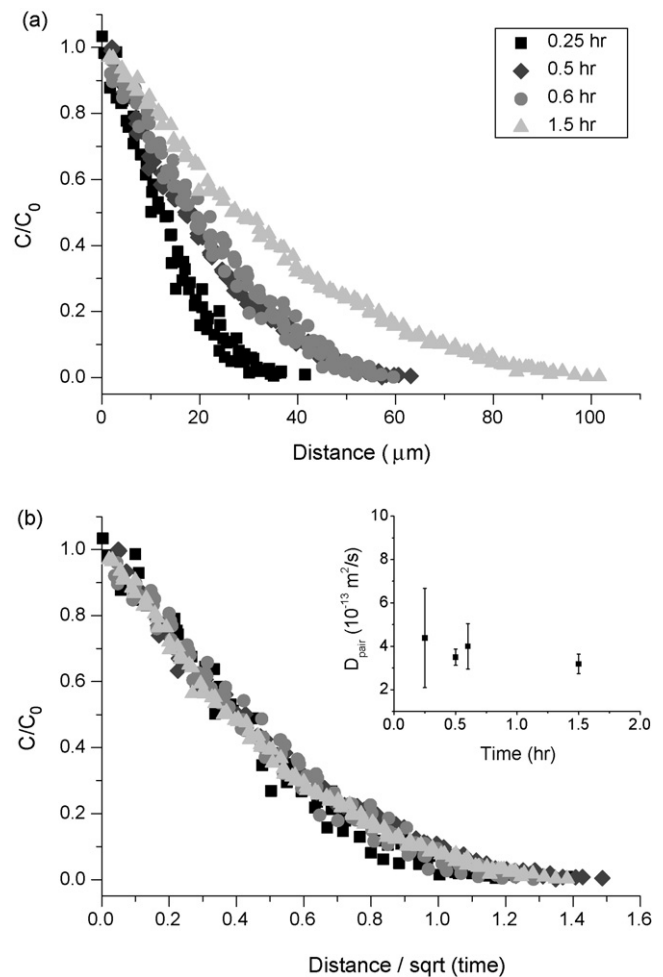 (a)
1.0
0.8
0.6
0.4
0.2
0.0
C/C₀
0 20 40 60 80 100
Distance (μm)
0.25 hr
0.5 hr
0.6 hr
1.5 hr
(b)
1.0
0.8
0.6
0.4
0.2
0.0
C/C₀
0.0 0.2 0.4 0.6 0.8 1.0 1.2 1.4 1.6
Distance / sqrt (time)
10
8
6
4
2
D_pair (10⁻¹³ m²/s)
0.0 0.5 1.0 1.5 2.0
Time (hr)